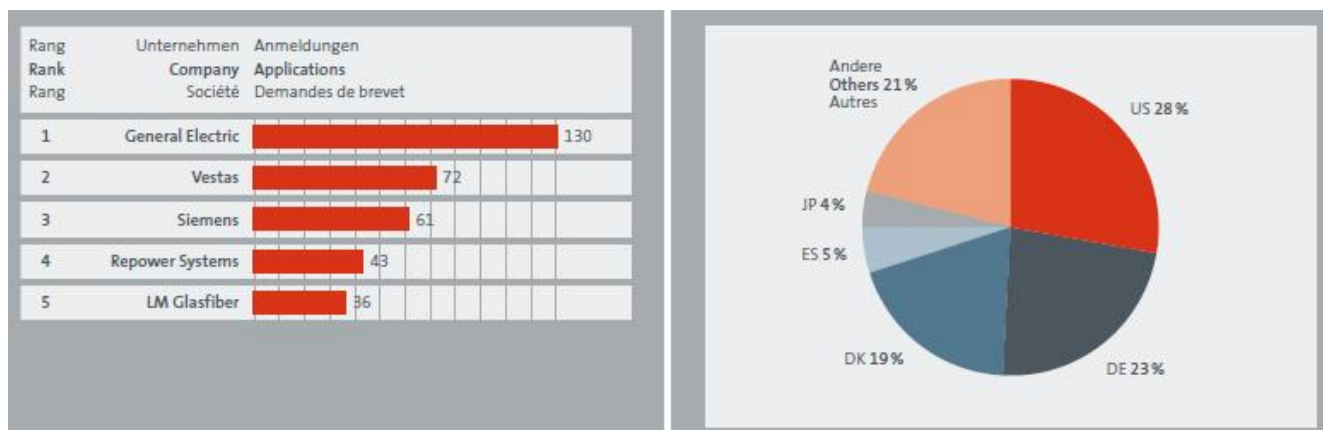 Rang Unternehmen Anmeldungen
Rank Company Applications
Rang Société Demandes de brevet
1 General Electric 130
2 Vestas 72
3 Siemens 61
4 Repower Systems 43
5 LM Glasfiber 36
Andere
Others 21%
Autres
US 28%
JP 4%
ES 5%
DK 19%
DE 23%